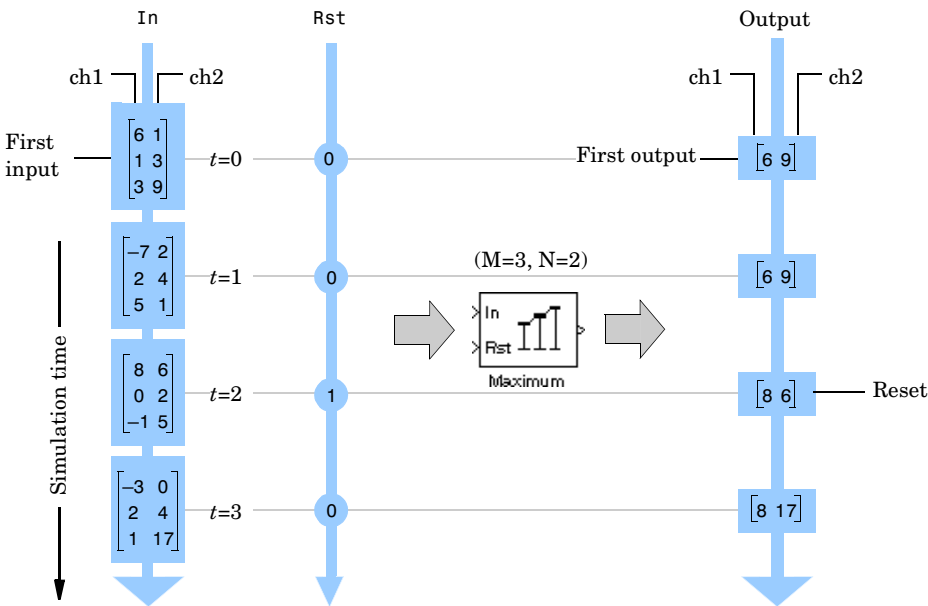 In
Rst
Output
ch1
ch2
ch1
ch2
First
input
6 1
1 3
3 9
t=0
0
First output
6 9
−7 2
2 4
5 1
t=1
0
(M=3, N=2)
6 9
In
Rst
Maximum
Simulation time
8 6
0 2
−1 5
t=2
1
8 6
Reset
−3 0
2 4
1 17
t=3
0
8 17